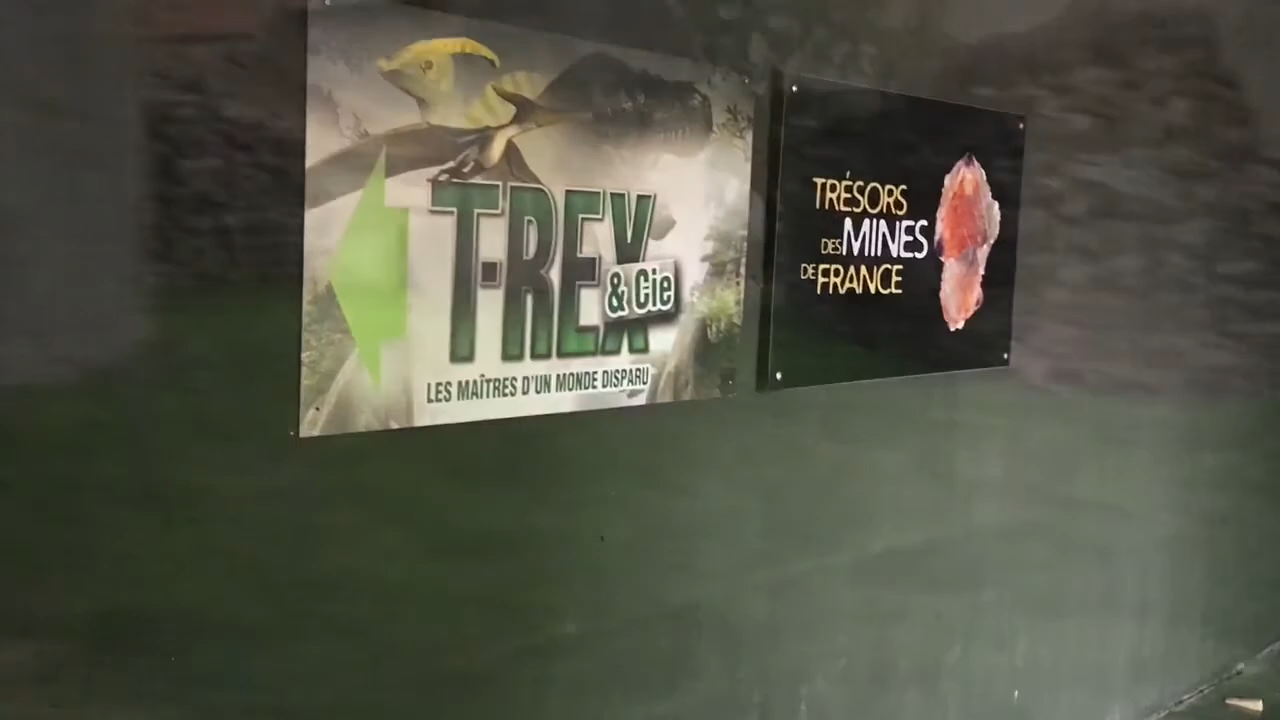 T-REX
& Cie
LES MAÎTRES D'UN MONDE DISPARU
TRÉSORS
DES MINES
DE FRANCE